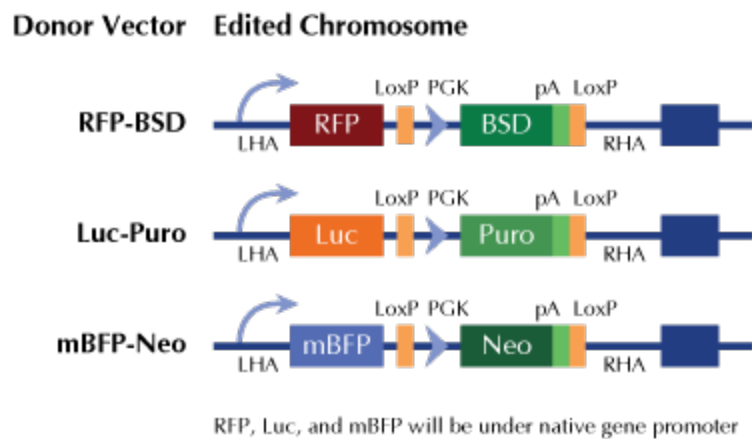 Donor Vector Edited Chromosome
LoxP PGK pA LoxP
RFP-BSD RFP BSD
LHA RHA
LoxP PGK pA LoxP
Luc-Puro Luc Puro
LHA RHA
LoxP PGK pA LoxP
mBFP-Neo mBFP Neo
LHA RHA
RFP, Luc, and mBFP will be under native gene promoter